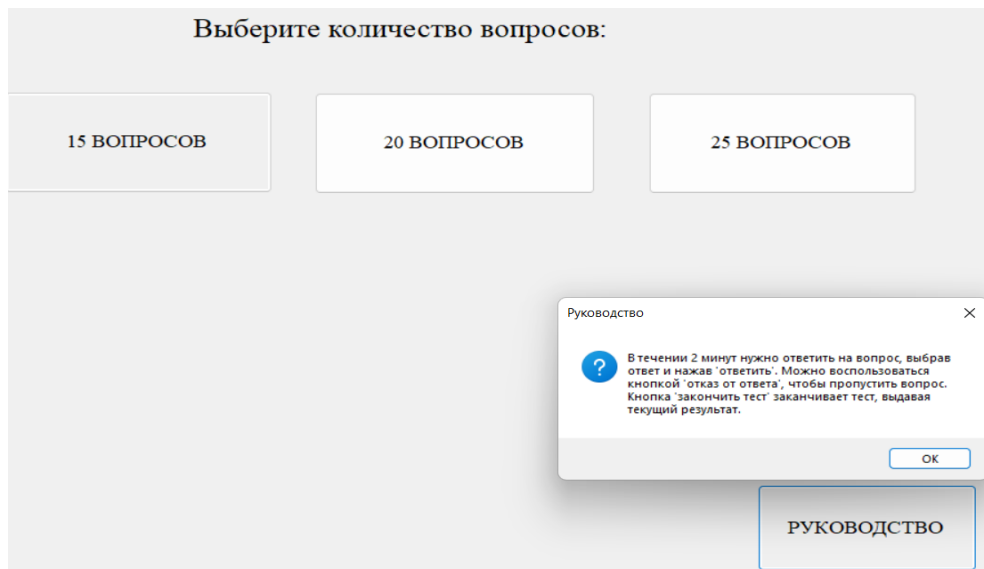 Выберите количество вопросов:
15 ВОПРОСОВ
20 ВОПРОСОВ
25 ВОПРОСОВ
Руководство
В течении 2 минут нужно ответить на вопрос, выбрав
ответ и нажав 'ответить'. Можно воспользоваться
кнопкой 'отказ от ответа', чтобы пропустить вопрос.
Кнопка 'закончить тест' заканчивает тест, выдавая
текущий результат.
ОК
РУКОВОДСТВО